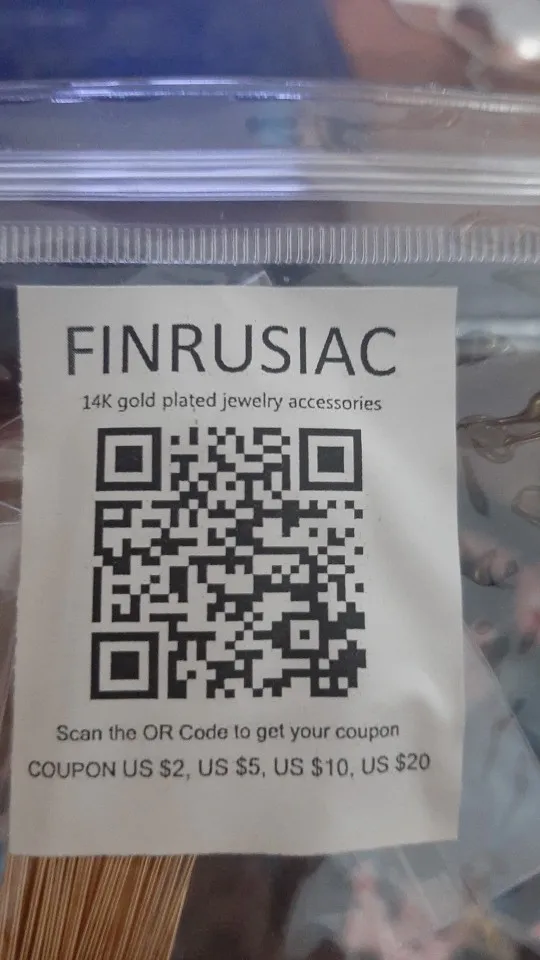 FINRUSIAC
14K gold plated jewelry accessories
Scan the OR Code to get your coupon
COUPON US $2, US $5, US $10, US $20